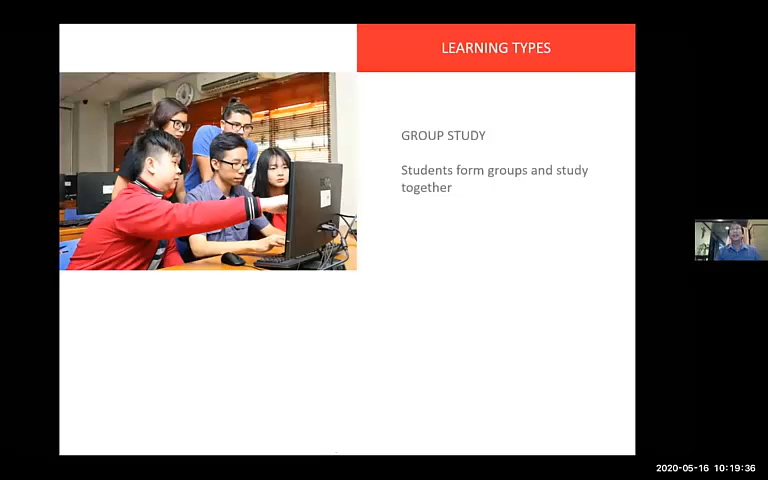 LEARNING TYPES
GROUP STUDY
Students form groups and study
together
2020-05-16 10:19:36